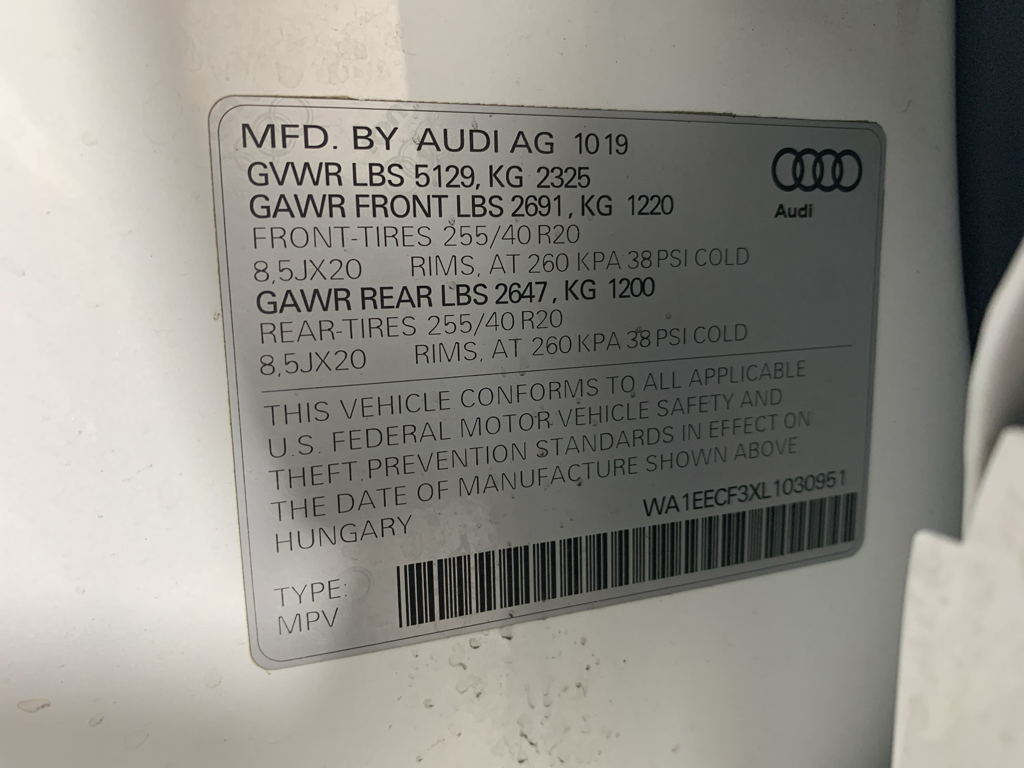 MFD. BY AUDI AG 10 19
GVWR LBS 5129, KG 2325
GAWR FRONT LBS 2691, KG 1220
FRONT-TIRES 255/40 R20
8,5JX20 RIMS, AT 260 KPA 38 PSI COLD
GAWR REAR LBS 2647, KG 1200
REAR-TIRES 255/40 R20
8,5JX20 RIMS, AT 260 KPA 38 PSI COLD
Audi
THIS VEHICLE CONFORMS TO ALL APPLICABLE
U.S. FEDERAL MOTOR VEHICLE SAFETY AND
THEFT PREVENTION STANDARDS IN EFFECT ON
THE DATE OF MANUFACTURE SHOWN ABOVE
HUNGARY
WA1EECF3XL1030951
TYPE:
MPV